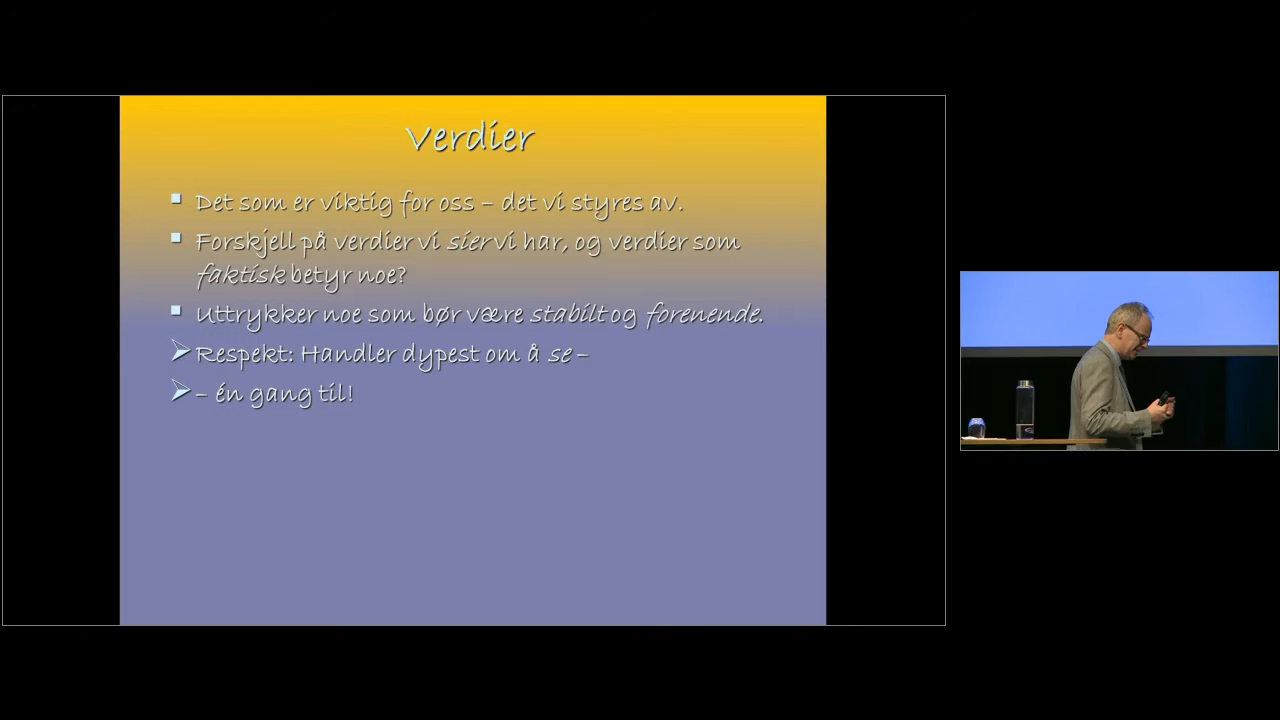 Verdier
Det som er viktig for oss – det vi styres av.
Forskjell på verdier vi sier vi har, og verdier som
faktisk betyr noe?
Uttrykker noe som bør være stabilt og forenende.
Respekt: Handler dypest om å se –
– én gang til!